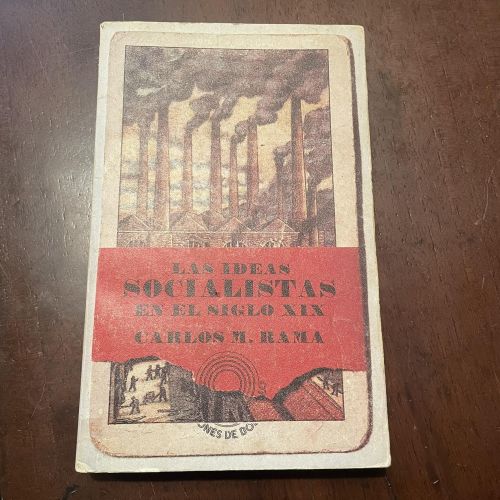 LAS IDEAS
SOCIALISTAS
EN EL SIGLO XIX
CARLOS M. RAMA